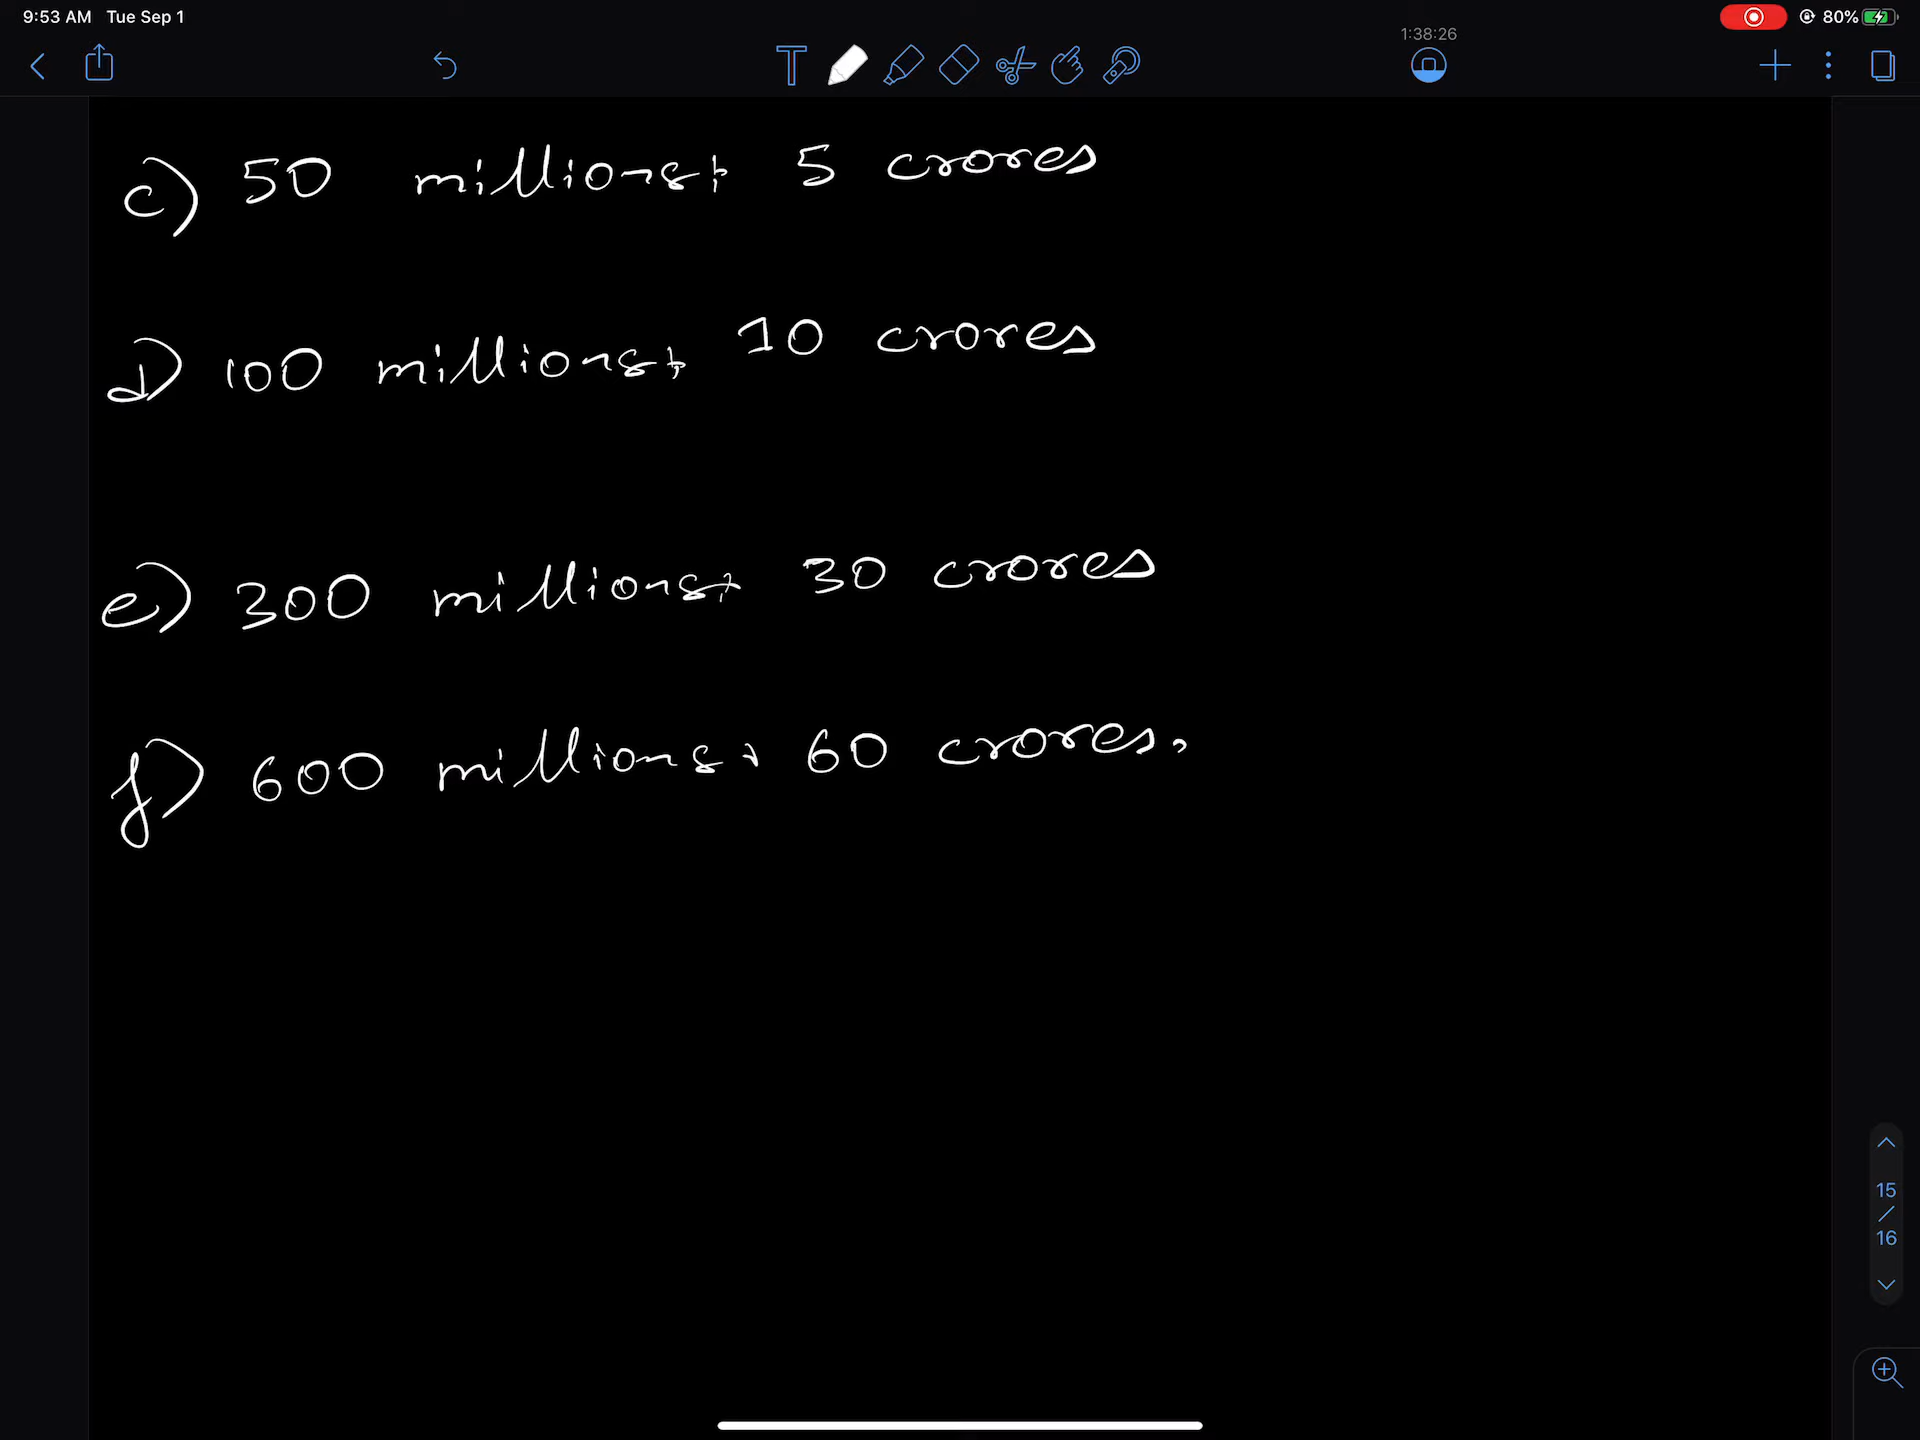 9:53 AM Tue Sep 1
80%
1:38:26
T
c) 50 millions; 5 crores
d) 100 millions; 10 crores
e) 300 millions; 30 crores
f) 600 millions, 60 crores.
15
/
16